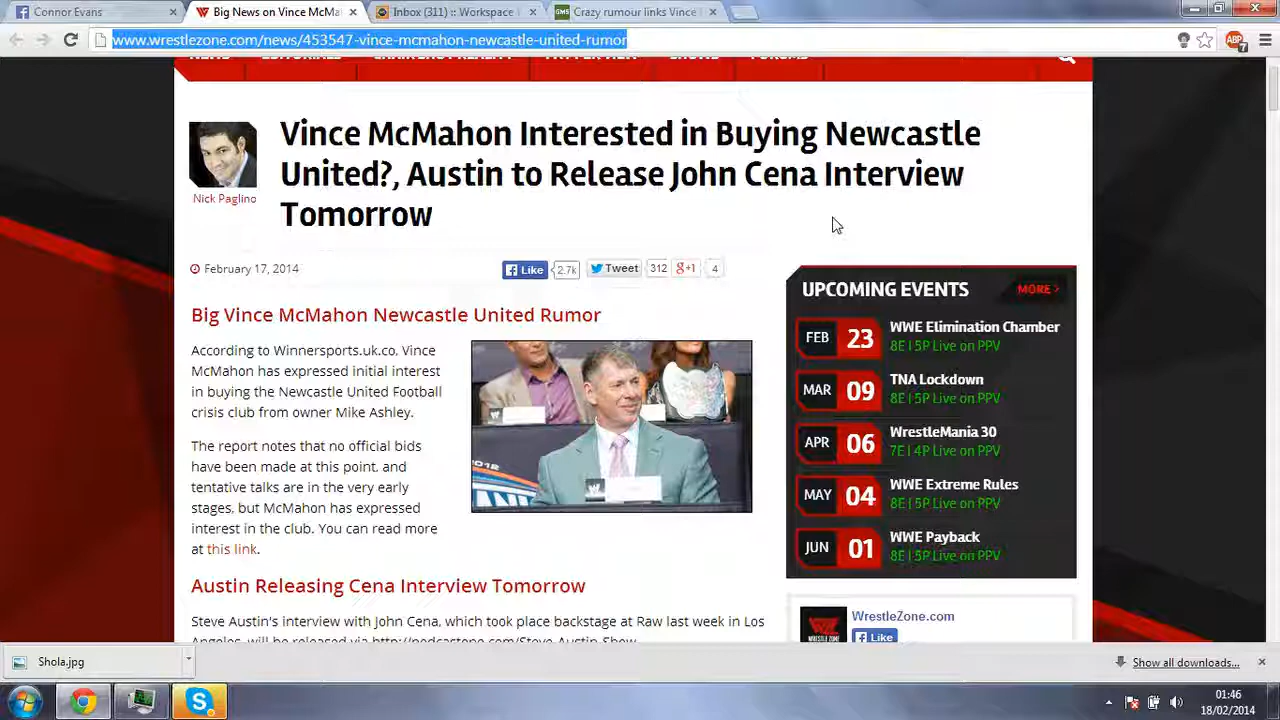 Connor Evans
Big News on Vince McMa
Inbox (311) :: Workspace
Crazy rumour links Vince
www.wrestlezone.com/news/453547-vince-mcmahon-newcastle-united-rumor
ABP
7
Vince McMahon Interested in Buying Newcastle
United?, Austin to Release John Cena Interview
Tomorrow
Nick Paglino
February 17, 2014
Like 2.7k Tweet 312 g+1 4
Big Vince McMahon Newcastle United Rumor
According to Winnersports.uk.co. Vince
McMahon has expressed initial interest
in buying the Newcastle United Football
crisis club from owner Mike Ashley.
The report notes that no official bids
have been made at this point, and
tentative talks are in the very early
stages, but McMahon has expressed
interest in the club. You can read more
at this link.
Austin Releasing Cena Interview Tomorrow
Steve Austin's interview with John Cena, which took place backstage at Raw last week in Los
Angeles, will be released via http://podcastone.com/Steve-Austin-Show
UPCOMING EVENTS
MORE >
FEB 23 WWE Elimination Chamber
8E | 5P Live on PPV
MAR 09 TNA Lockdown
8E | 5P Live on PPV
APR 06 WrestleMania 30
7E | 4P Live on PPV
MAY 04 WWE Extreme Rules
8E | 5P Live on PPV
JUN 01 WWE Payback
8E | 5P Live on PPV
WrestleZone.com
Like
Shola.jpg
Show all downloads...
01:46
18/02/2014